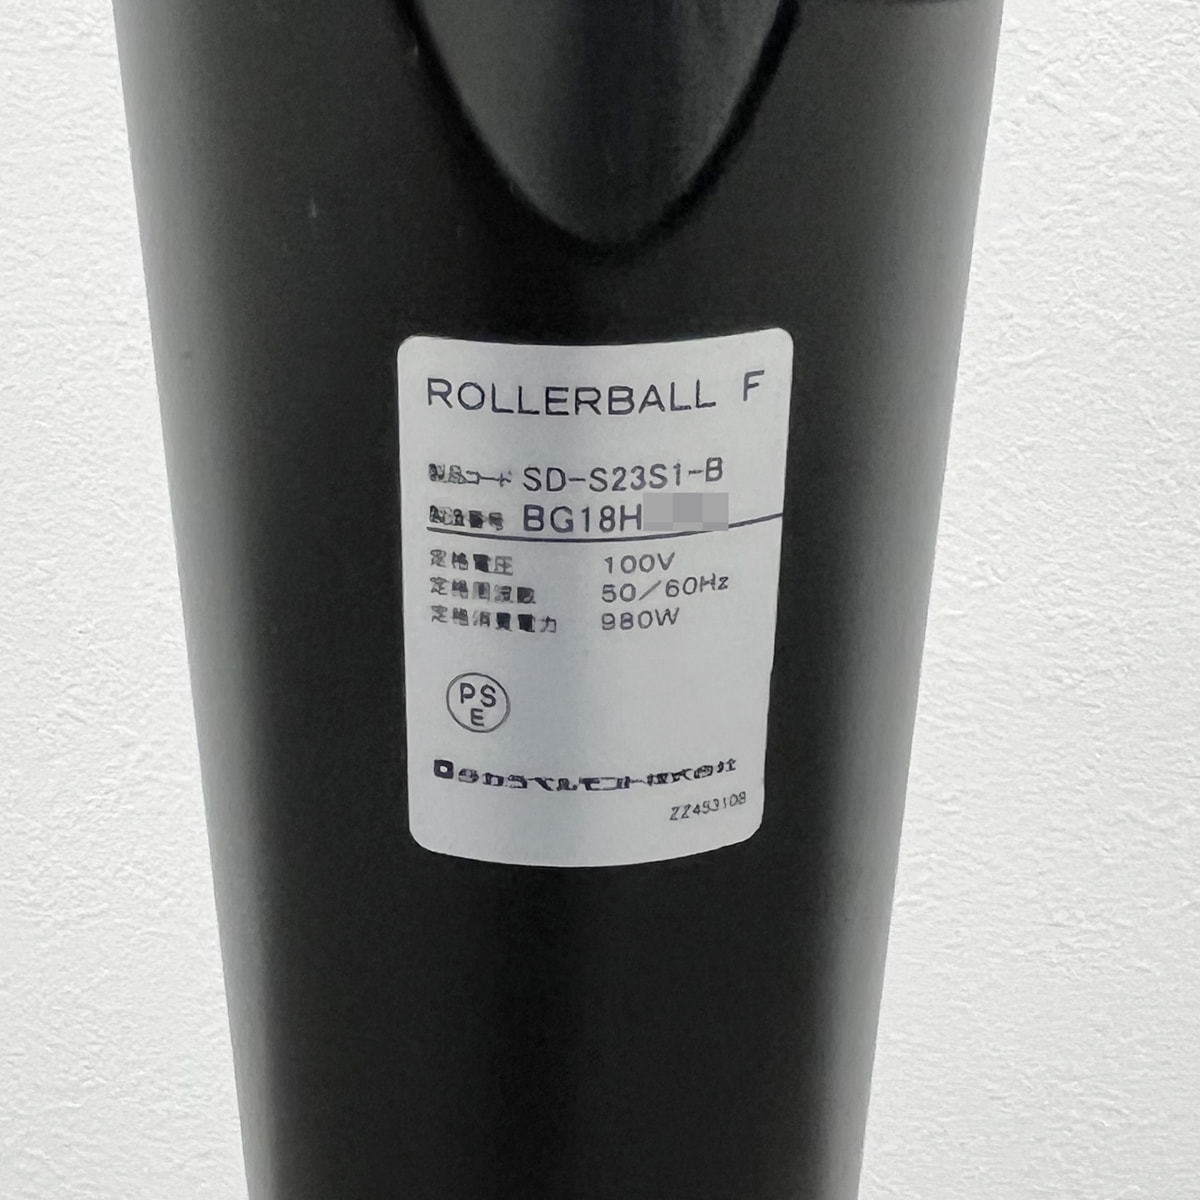 ROLLERBALL F
製品コード SD-S23S1-B
製造番号 BG18H
定格電圧 100V
定格周波数 50/60Hz
定格消費電力 980W
PS
E
タカラベルモント株式会社
ZZ453108